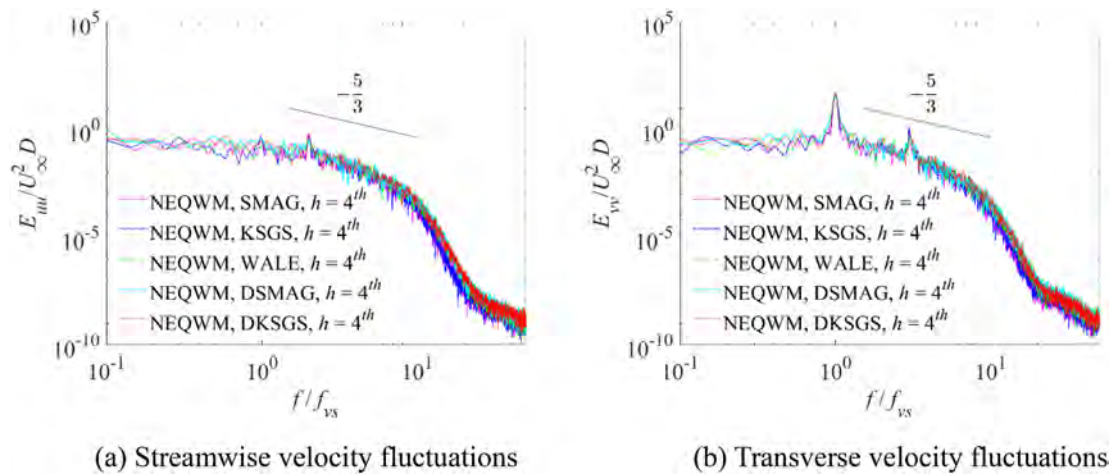 10^5
10^0
10^-5
10^-10
E_uu/U_∞^2 D
-5/3
NEQWM, SMAG, h = 4^th
NEQWM, KSGS, h = 4^th
NEQWM, WALE, h = 4^th
NEQWM, DSMAG, h = 4^th
NEQWM, DKSGS, h = 4^th
10^-1
10^0
10^1
f/f_vs
(a) Streamwise velocity fluctuations
10^5
10^0
10^-5
10^-10
E_vv/U_∞^2 D
-5/3
NEQWM, SMAG, h = 4^th
NEQWM, KSGS, h = 4^th
NEQWM, WALE, h = 4^th
NEQWM, DSMAG, h = 4^th
NEQWM, DKSGS, h = 4^th
10^-1
10^0
10^1
f/f_vs
(b) Transverse velocity fluctuations